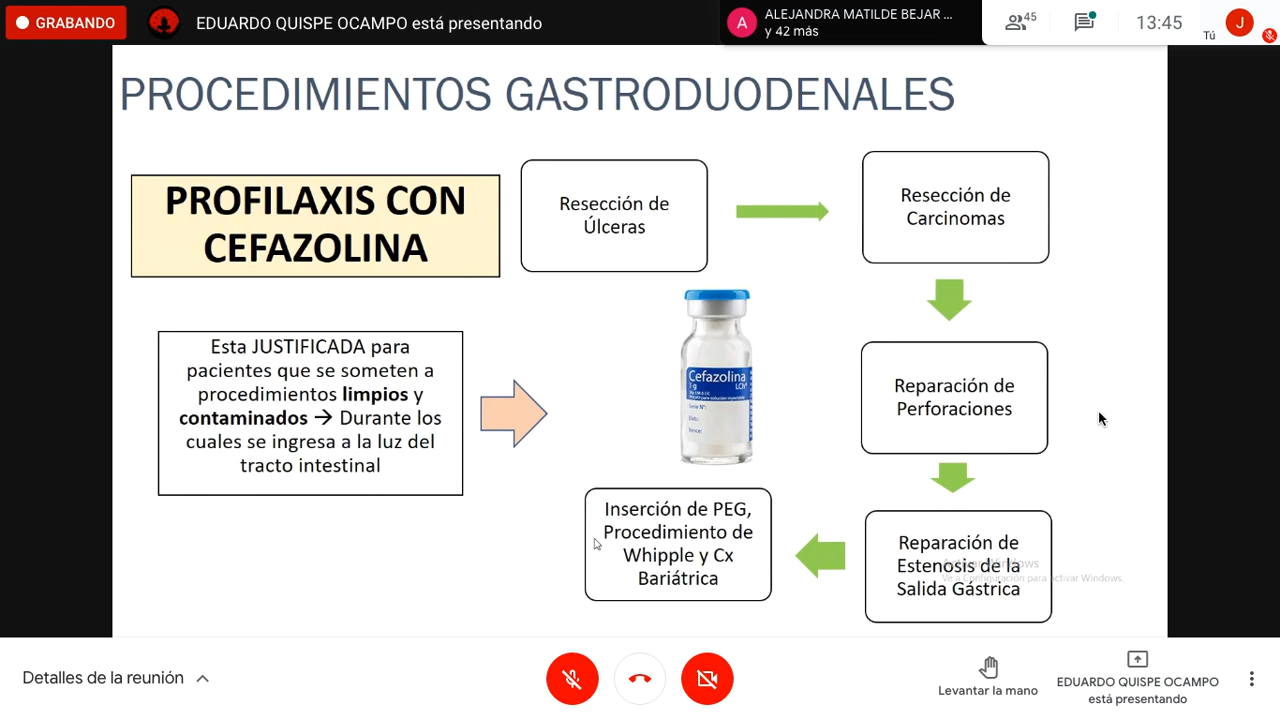 GRABANDO
EDUARDO QUISPE OCAMPO está presentando
A
ALEJANDRA MATILDE BEJAR ...
y 42 más
45
13:45
Tú
J
PROCEDIMIENTOS GASTRODUODENALES
PROFILAXIS CON
CEFAZOLINA
Resección de
Úlceras
Resección de
Carcinomas
Esta JUSTIFICADA para
pacientes que se someten a
procedimientos limpios y
contaminados → Durante los
cuales se ingresa a la luz del
tracto intestinal
Cefazolina
1 g
Reparación de
Perforaciones
Inserción de PEG,
Procedimiento de
Whipple y Cx
Bariátrica
Reparación de
Estenosis de la
Salida Gástrica
Activar Windows
Ve a Configuración para activar Windows.
Detalles de la reunión
Levantar la mano
EDUARDO QUISPE OCAMPO
está presentando